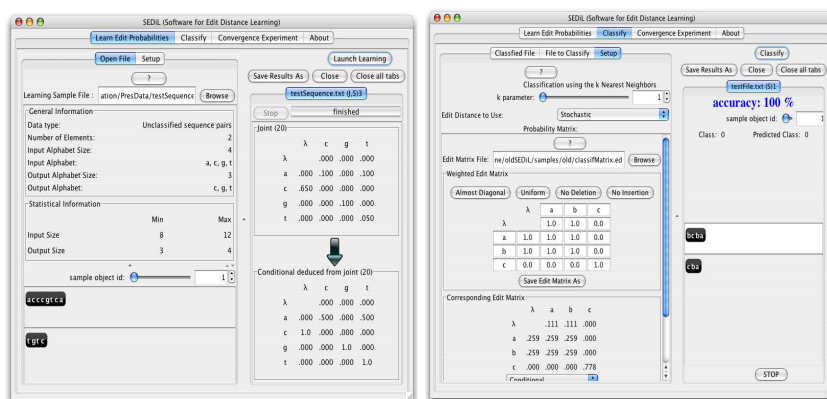 SEDiL (Software for Edit Distance Learning)
Learn Edit Probabilities Classify Convergence Experiment About
Open File Setup
?
Learning Sample File : ation/PresData/testSequence Browse
General Information
Data type: Unclassified sequence pairs
Number of Elements: 2
Input Alphabet Size: 4
Input Alphabet: a, c, g, t
Output Alphabet Size: 3
Output Alphabet: c, g, t
Statistical Information
Min Max
Input Size 8 12
Output Size 3 4
sample object id: 1
acccgtca
tgtc
Launch Learning
Save Results As Close Close all tabs
testSequence.txt (J,S)3
Stop finished
Joint (20)
λ c g t
λ .000 .000 .000
a .000 .100 .000 .100
c .650 .000 .000 .000
g .000 .000 .100 .000
t .000 .000 .000 .050
Conditional deduced from joint (20)
λ c g t
λ .000 .000 .000
a .000 .500 .000 .500
c 1.0 .000 .000 .000
g .000 .000 1.0 .000
t .000 .000 .000 1.0
SEDiL (Software for Edit Distance Learning)
Learn Edit Probabilities Classify Convergence Experiment About
Classfied File File to Classify Setup
?
Classification using the k Nearest Neighbors
k parameter: 1
Edit Distance to Use: Stochastic
Probability Matrix:
?
Edit Matrix File: ne/oldSEDiL/samples/old/classifMatrix.ed Browse
Weighted Edit Matrix
Almost Diagonal Uniform No Deletion No Insertion
λ a b c
λ 1.0 1.0 0.0
a 1.0 1.0 1.0 0.0
b 1.0 1.0 1.0 0.0
c 0.0 0.0 0.0 1.0
Save Edit Matrix As
Corresponding Edit Matrix
λ a b c
λ .111 .111 .000
a .259 .259 .259 .000
b .259 .259 .259 .000
c .000 .000 .000 .778
Conditional
Classify
Save Results As Close Close all tabs
testFile.txt (S)1
accuracy: 100 %
sample object id: 1
Class: 0 Predicted Class: 0
bcba
cba
STOP